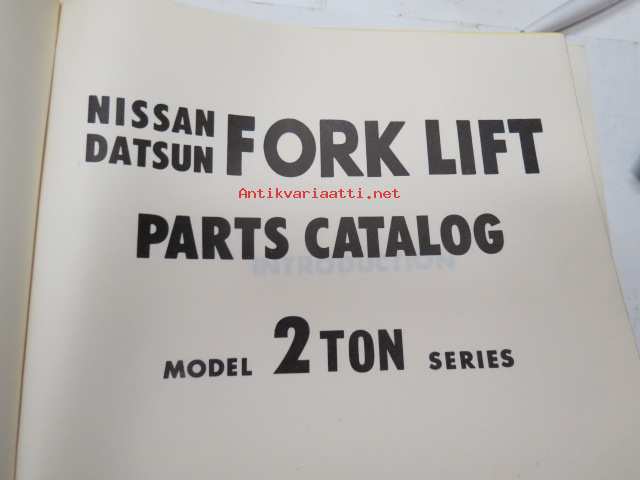 NISSAN
DATSUN FORK LIFT
Antikvariaatti.net
PARTS CATALOG
INTRODUCTION
MODEL 2 TON SERIES